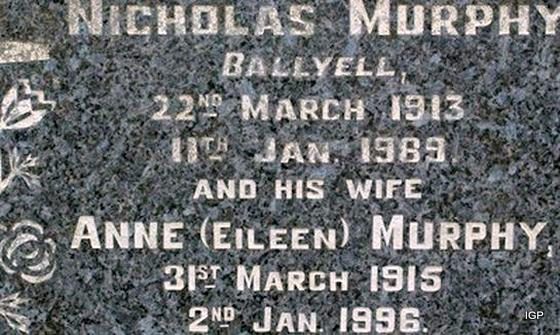 NICHOLAS MURPHY
BALLYELL,
22ND MARCH 1913
11TH JAN. 1989.
AND HIS WIFE
ANNE (EILEEN) MURPHY,
31ST MARCH 1915
2ND JAN. 1996.
IGP